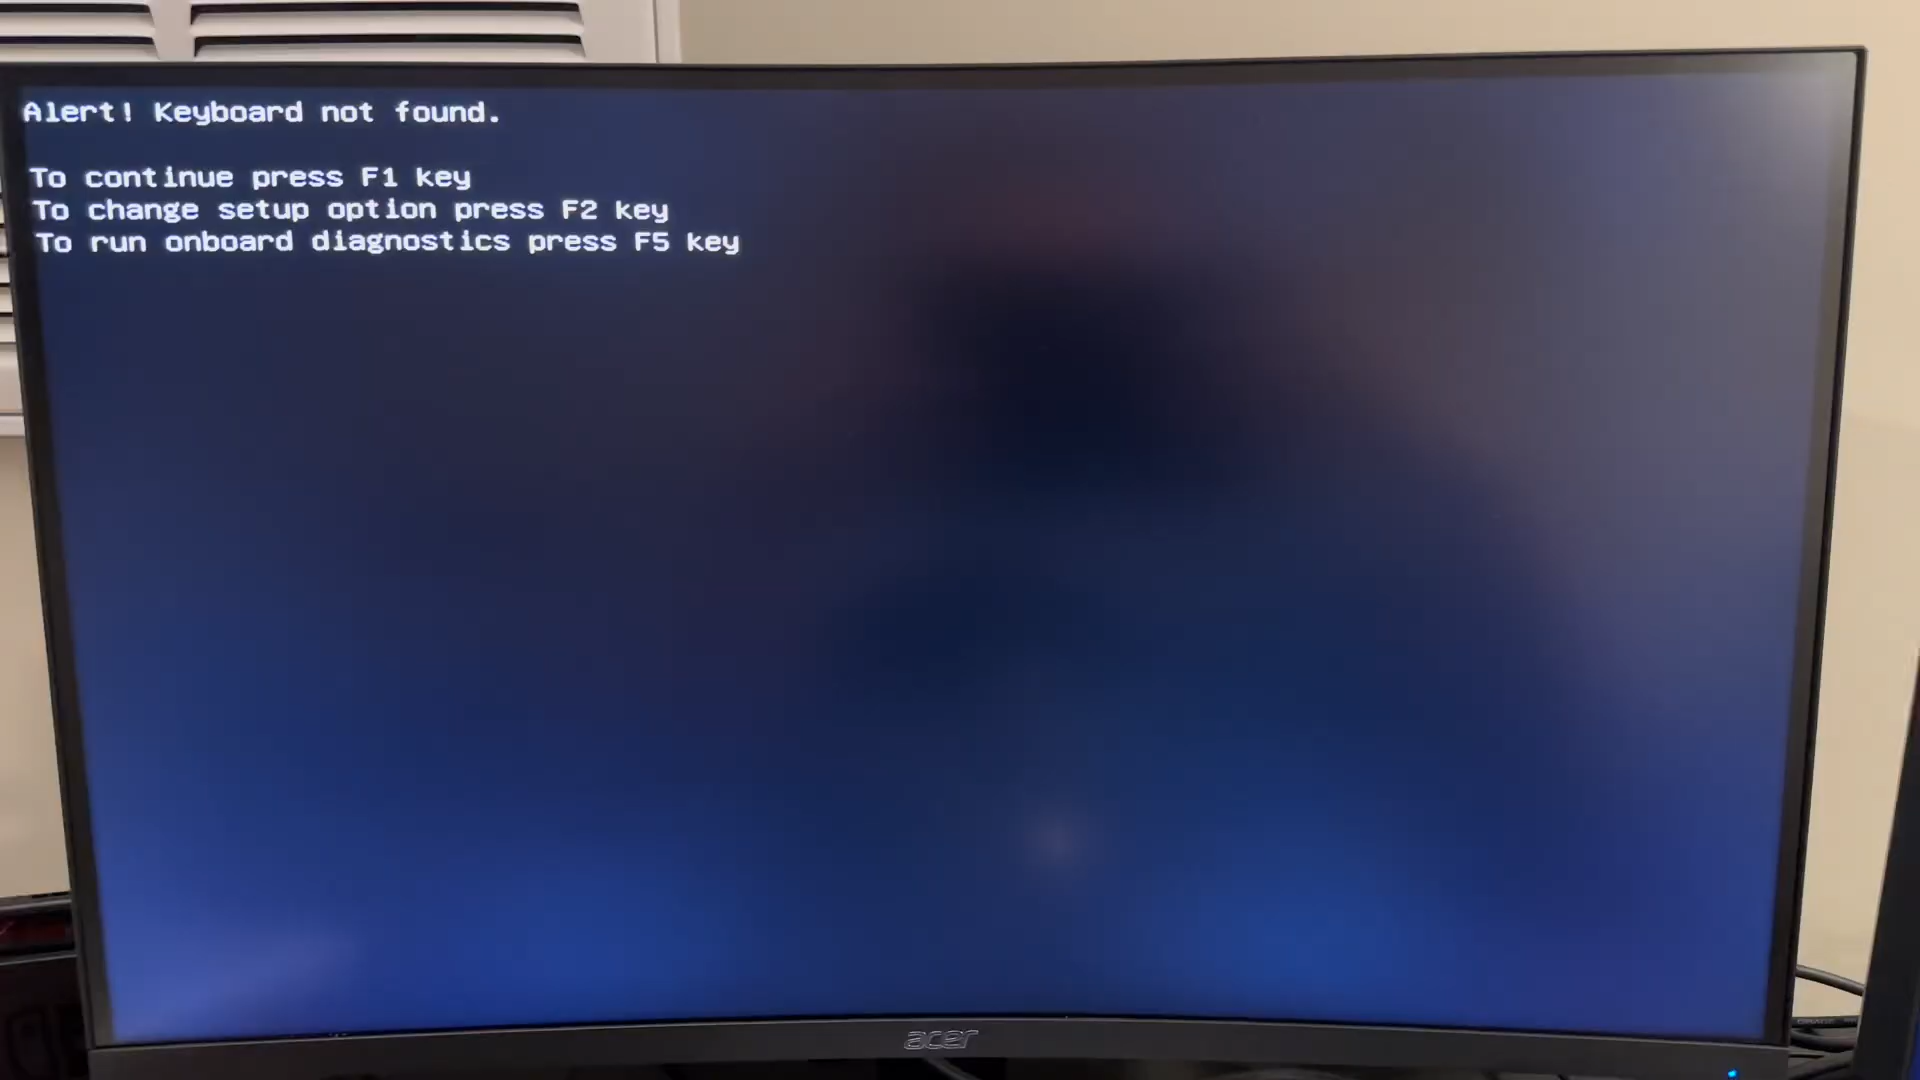 Alert! Keyboard not found.
To continue press F1 key
To change setup option press F2 key
To run onboard diagnostics press F5 key
acer